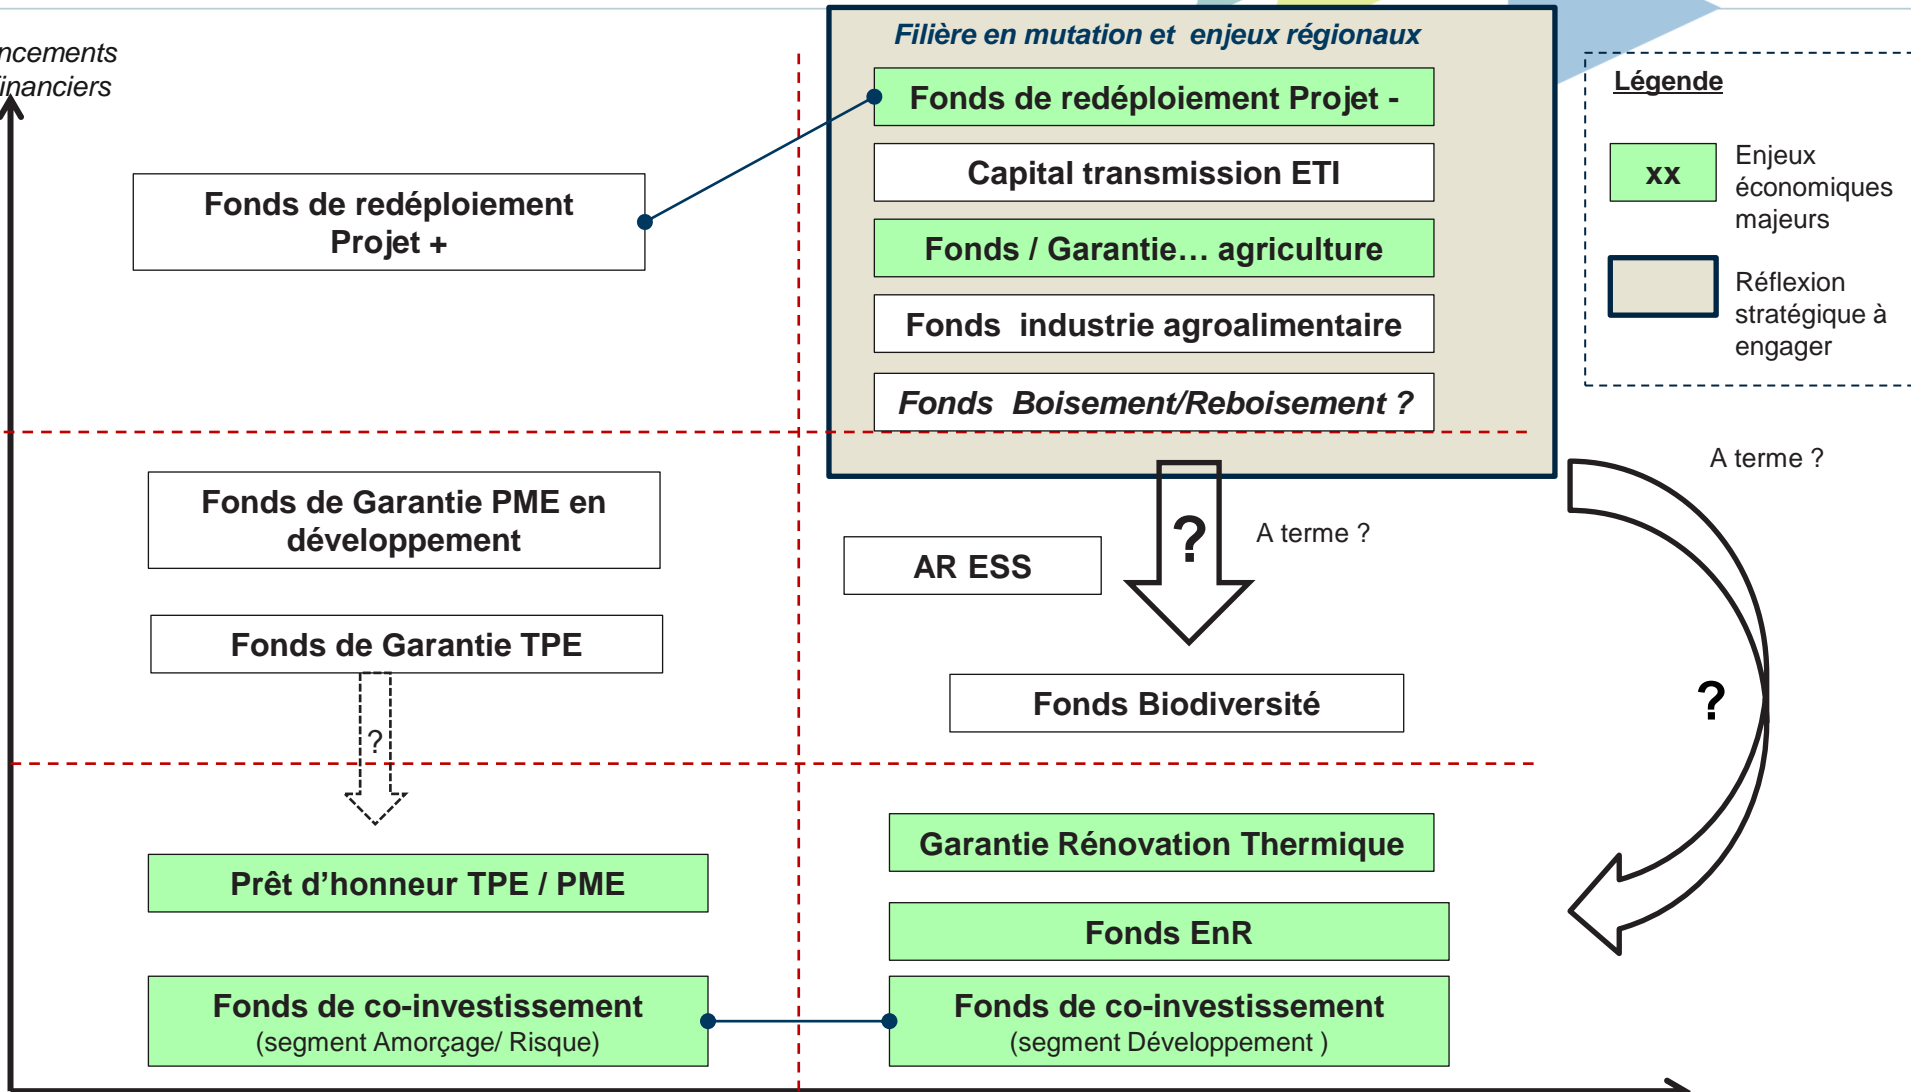 Filière en mutation et enjeux régionaux
Fonds de redéploiement Projet -
Capital transmission ETI
Fonds / Garantie… agriculture
Fonds industrie agroalimentaire
Fonds Boisement/Reboisement ?
Légende
xx
Enjeux
économiques
majeurs
Réflexion
stratégique à
engager
Fonds de redéploiement
Projet +
Fonds de Garantie PME en
développement
Fonds de Garantie TPE
?
AR ESS
?
A terme ?
A terme ?
?
Fonds Biodiversité
Prêt d’honneur TPE / PME
Fonds de co-investissement
(segment Amorçage/ Risque)
Garantie Rénovation Thermique
Fonds EnR
Fonds de co-investissement
(segment Développement )